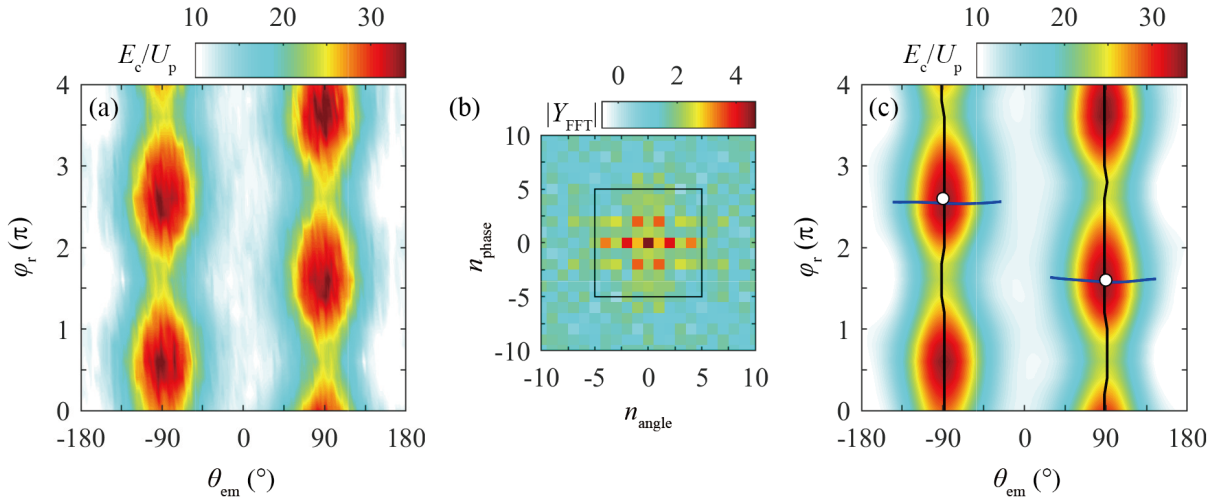 10 20 30
E_c/U_p
(a)
4
3
2
1
0
φ_r (π)
-180 -90 0 90 180
θ_em (°)
0 2 4
(b)
|Y_FFT|
10
5
0
-5
-10
n_phase
-10 -5 0 5 10
n_angle
10 20 30
E_c/U_p
(c)
4
3
2
1
0
φ_r (π)
-180 -90 0 90 180
θ_em (°)